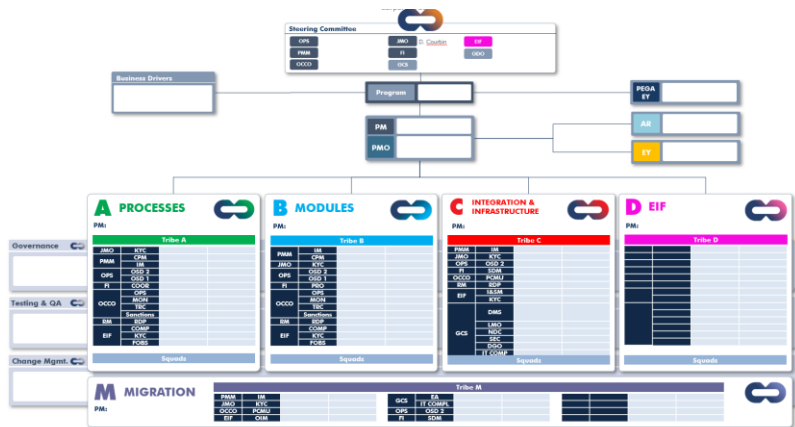 Steering Committee
OPS JMO D. Courbin EIF
PMM FI ODO
OCCO GCS
Business Drivers
Program
PEGA EY
PM
PMO
AR
EY
A PROCESSES
PM:
Tribe A
JMO KYC
PMM CPM
IM
OPS OSD 2
OSD 1
FI COOR
OCCO OPS
MON
TRC
Sanctions
RM RDP
EIF COMP
KYC
FOBS
Squads
B MODULES
PM:
Tribe B
PMM IM
CPM
JMO KYC
OPS OSD 2
OSD 1
FI PRO
OCCO OPS
MON
TRC
Sanctions
RM RDP
EIF COMP
KYC
FOBS
Squads
C INTEGRATION &
INFRASTRUCTURE
PM:
Tribe C
PMM IM
JMO KYC
OPS OSD 2
FI SDM
OCCO PCMU
RM RDP
EIF I&SM
KYC
GCS DMS
LMO
NDC
SEC
DGO
IT COMP
Squads
D EIF
PM:
Tribe D
Squads
Governance
Testing & QA
Change Mgmt.
M MIGRATION
PM:
Tribe M
PMM IM GCS EA
JMO KYC IT COMPL
OCCO PCMU OPS OSD 2
EIF OIM FI SDM